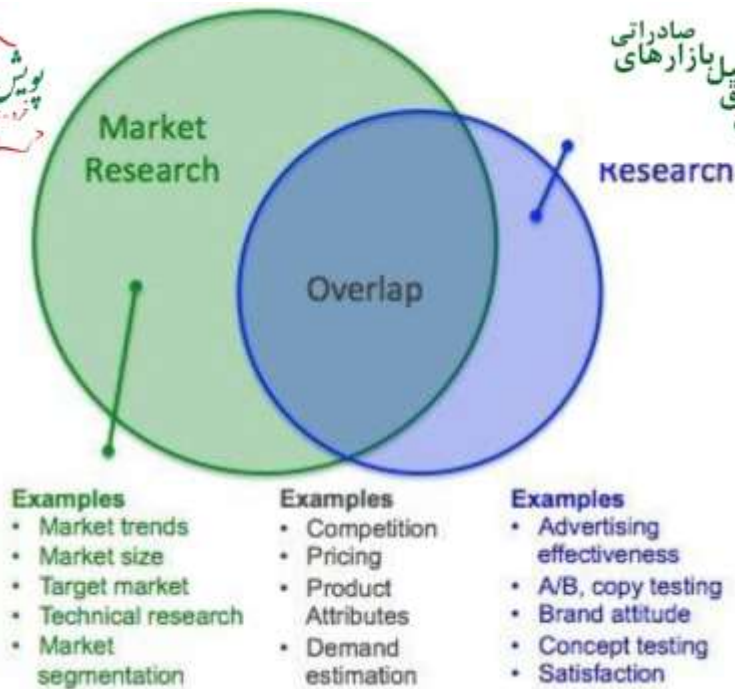 صادراتی
بازارهای
پویش
Market
Research
Research
Overlap
Examples
• Market trends
• Market size
• Target market
• Technical research
• Market
segmentation
Examples
• Competition
• Pricing
• Product
Attributes
• Demand
estimation
Examples
• Advertising
effectiveness
• A/B, copy testing
• Brand attitude
• Concept testing
• Satisfaction